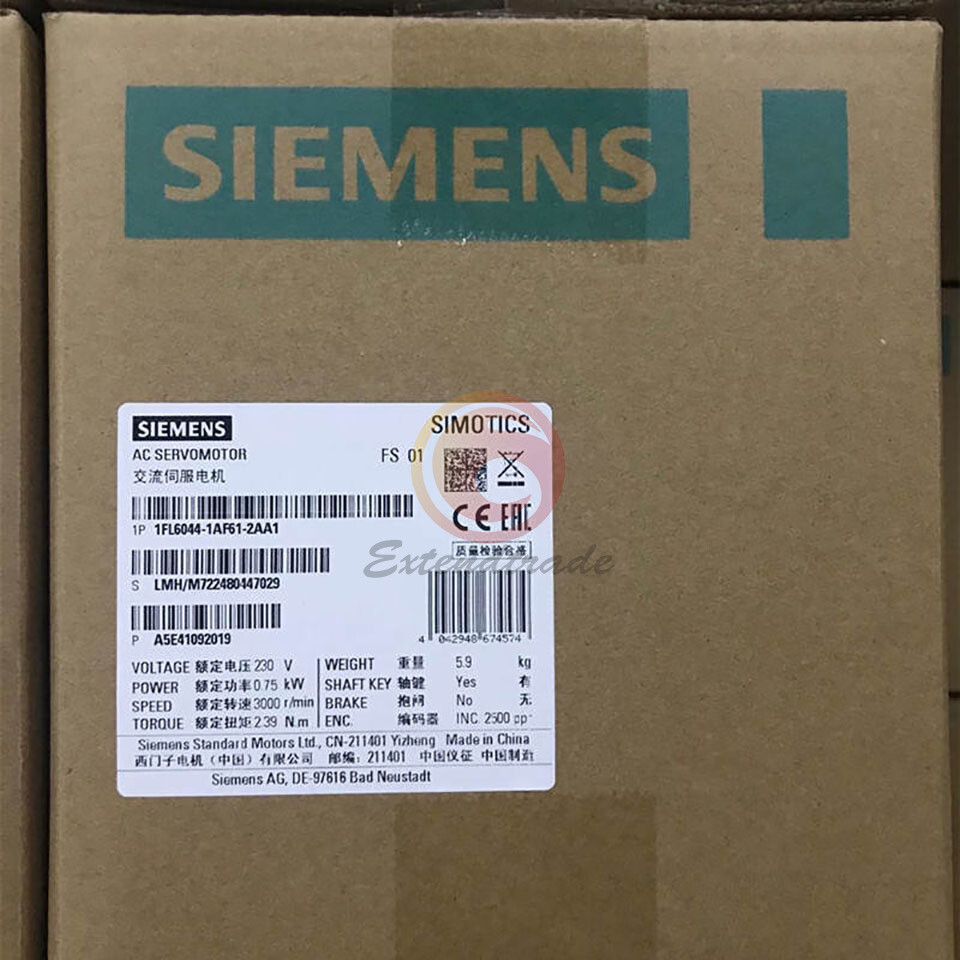 SIEMENS
SIEMENS SIMOTICS
AC SERVOMOTOR FS 01
交流伺服电机
1P 1FL6044-1AF61-2AA1
CE EAC
质量检验合格
Extendtrade
S LMH/M722480447029
P A5E41092019
4 042948 674574
VOLTAGE 额定电压 230 V WEIGHT 重量 5.9 kg
POWER 额定功率 0.75 kW SHAFT KEY 轴键 Yes 有
SPEED 额定转速 3000 r/min BRAKE 抱闸 No 无
TORQUE 额定扭矩 2.39 N.m ENC. 编码器 INC. 2500 ppr
Siemens Standard Motors Ltd., CN-211401 Yizheng Made in China
西门子电机（中国）有限公司 邮编：211401 中国仪征 中国制造
Siemens AG, DE-97616 Bad Neustadt